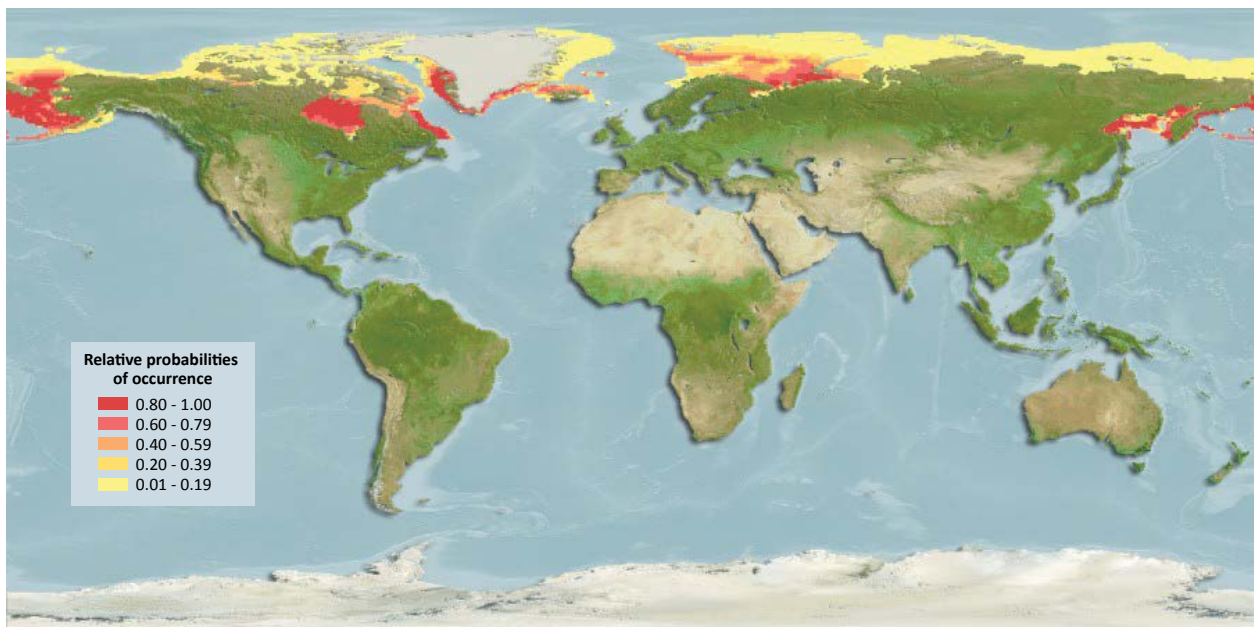 Relative probabilities
of occurrence
0.80 - 1.00
0.60 - 0.79
0.40 - 0.59
0.20 - 0.39
0.01 - 0.19